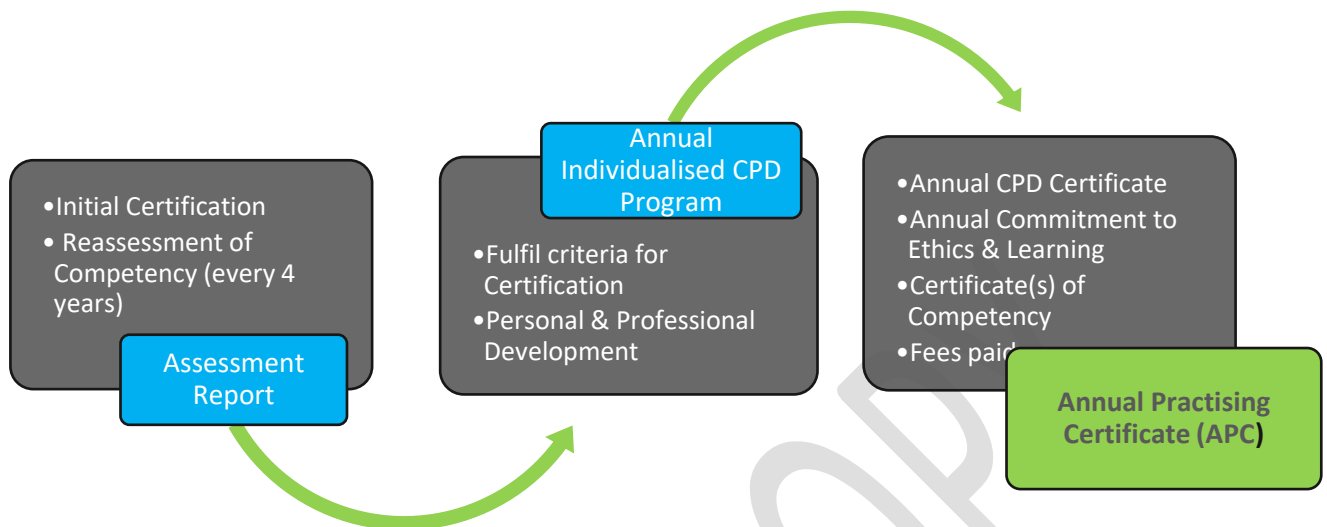 •Initial Certification
• Reassessment of
Competency (every 4
years)
Assessment
Report
Annual
Individualised CPD
Program
•Fulfil criteria for
Certification
•Personal & Professional
Development
•Annual CPD Certificate
•Annual Commitment to
Ethics & Learning
•Certificate(s) of
Competency
•Fees paid
Annual Practising
Certificate (APC)